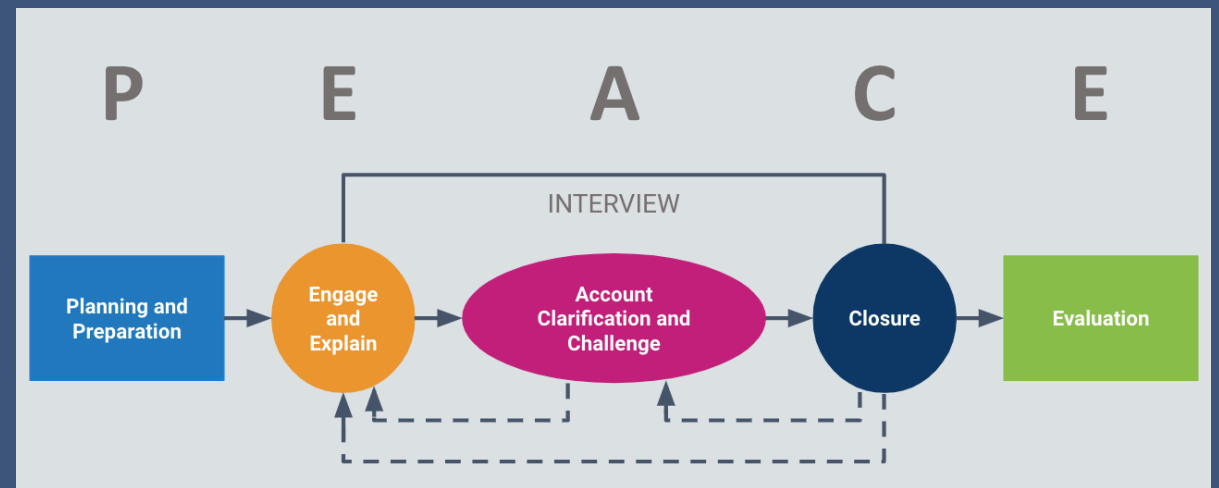 P E A C E
INTERVIEW
Planning and
Preparation
Engage
and
Explain
Account
Clarification and
Challenge
Closure
Evaluation